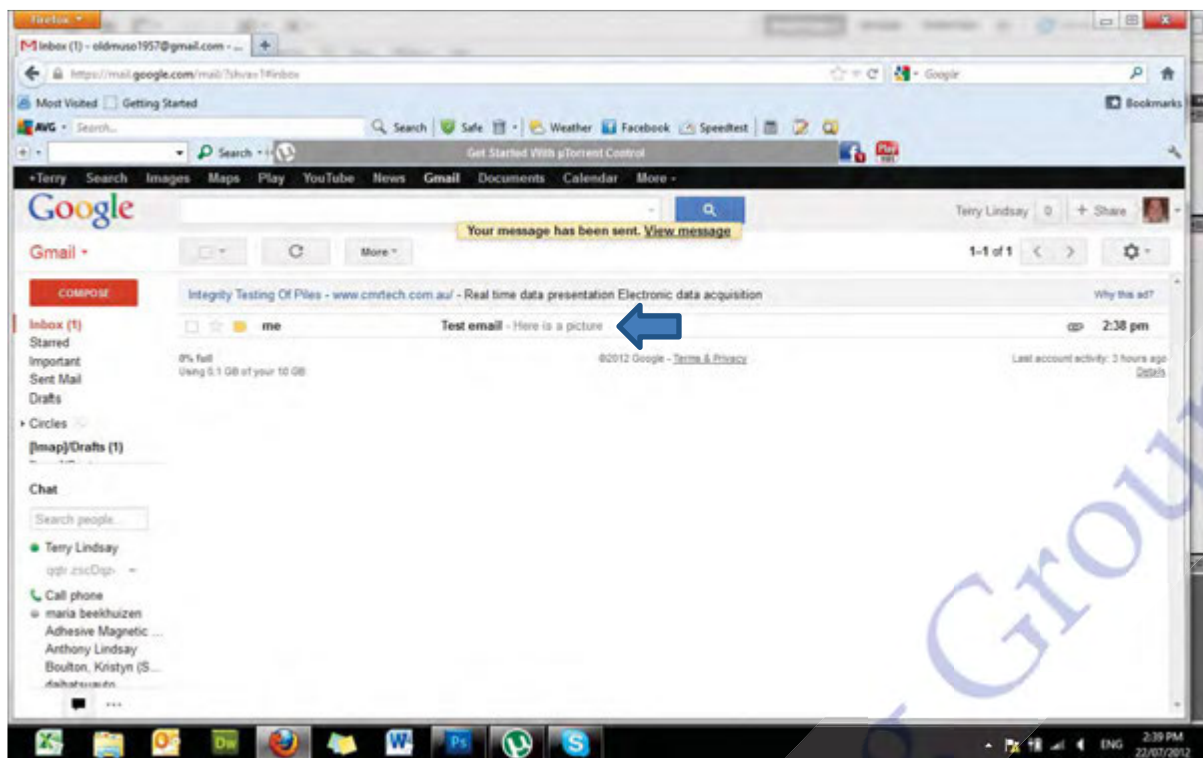 Firefox
Inbox (1) - oldmuso1957@gmail.com - ...
https://mail.google.com/mail/?shva=1#inbox
Google
Most Visited Getting Started
Bookmarks
AVG Search...
Search Safe Weather Facebook Speedtest
Search
Get Started With µTorrent Control
+Terry Search Images Maps Play YouTube News Gmail Documents Calendar More
Google
Terry Lindsay 0 + Share
Your message has been sent. View message
Gmail
More
1–1 of 1
COMPOSE
Integrity Testing Of Piles - www.cmrtech.com.au/ - Real time data presentation Electronic data acquisition
Why this ad?
Inbox (1)
me Test email - Here is a picture 2:38 pm
Starred
Important
Sent Mail
Drafts
0% full
Using 0.1 GB of your 10 GB
©2012 Google - Terms & Privacy
Last account activity: 3 hours ago
Details
Circles
[Imap]/Drafts (1)
Chat
Search people...
Terry Lindsay
Call phone
maria beekhuizen
Adhesive Magnetic ...
Anthony Lindsay
Boulton, Kristyn (S...
daihatsuauto
Dw
W
Ps
S
ENG
2:39 PM
22/07/2012
Group